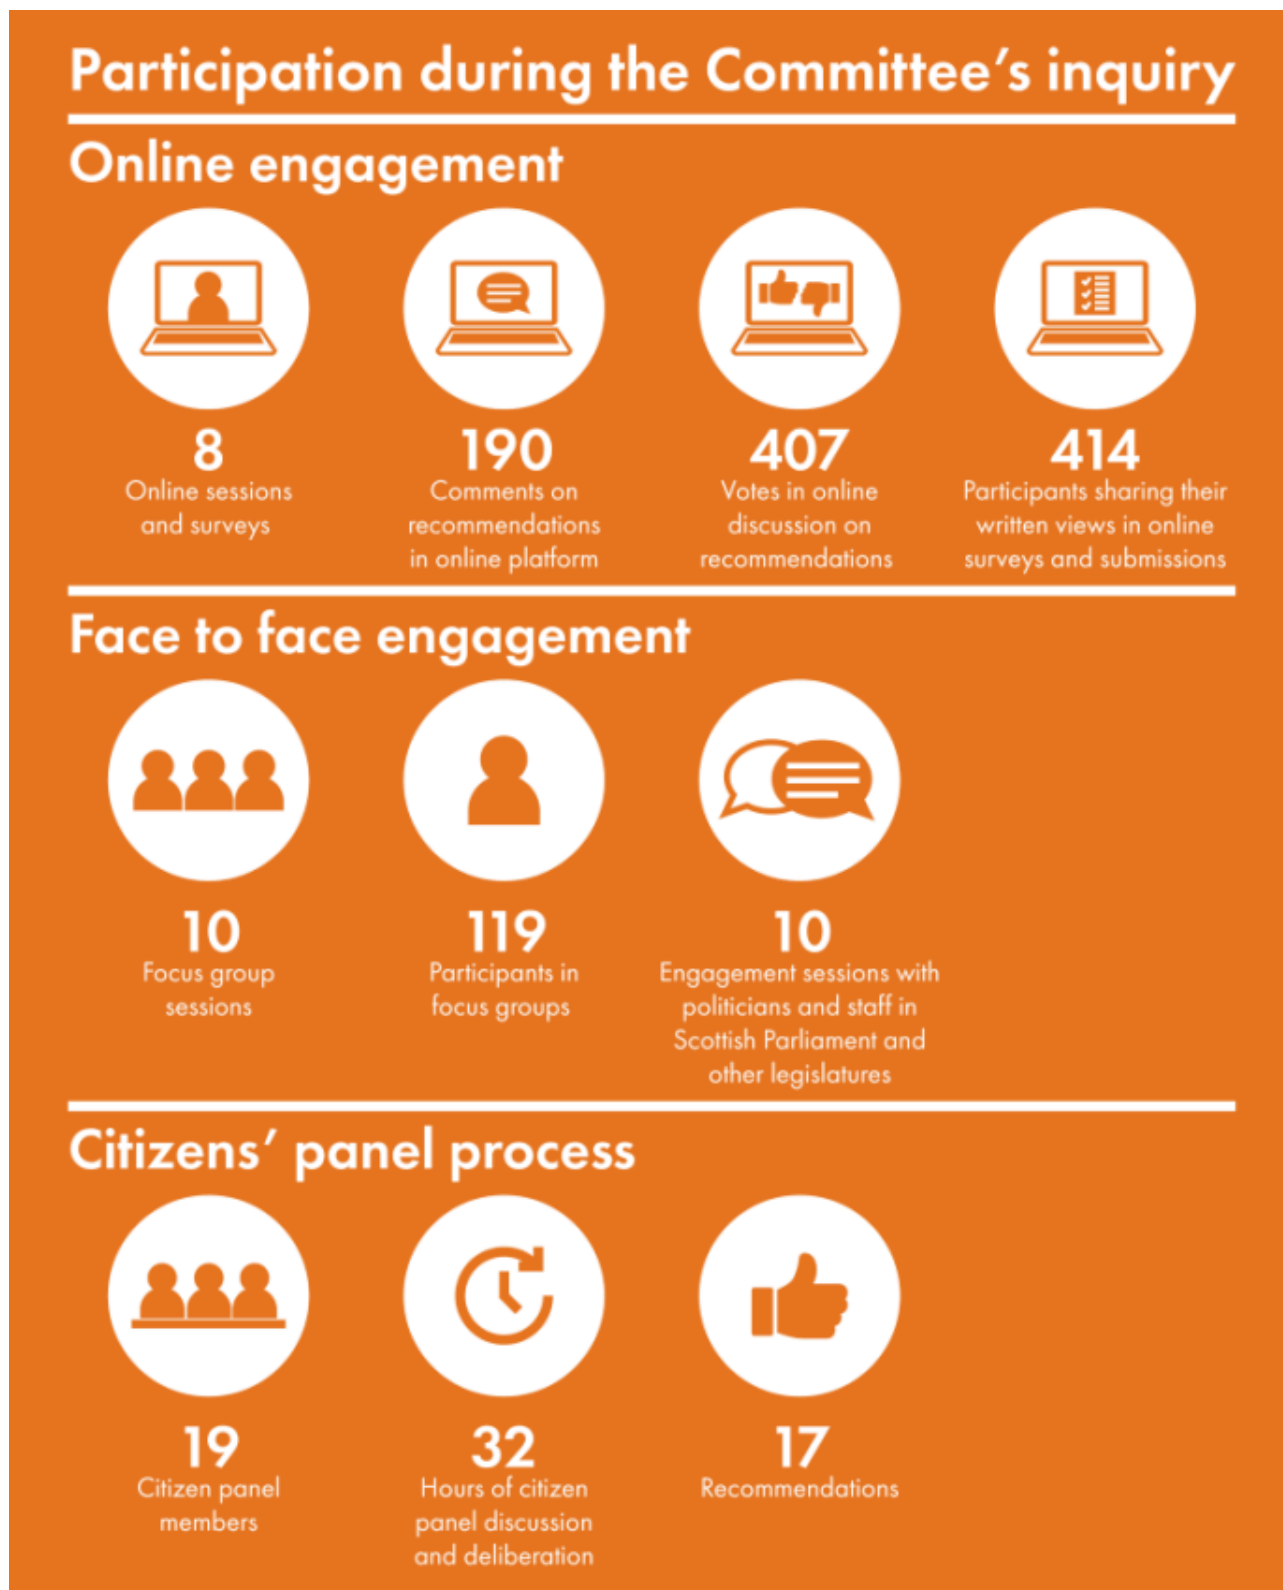 Participation during the Committee’s inquiry
Online engagement
8
Online sessions
and surveys
190
Comments on
recommendations
in online platform
407
Votes in online
discussion on
recommendations
414
Participants sharing their
written views in online
surveys and submissions
Face to face engagement
10
Focus group
sessions
119
Participants in
focus groups
10
Engagement sessions with
politicians and staff in
Scottish Parliament and
other legislatures
Citizens’ panel process
19
Citizen panel
members
32
Hours of citizen
panel discussion
and deliberation
17
Recommendations